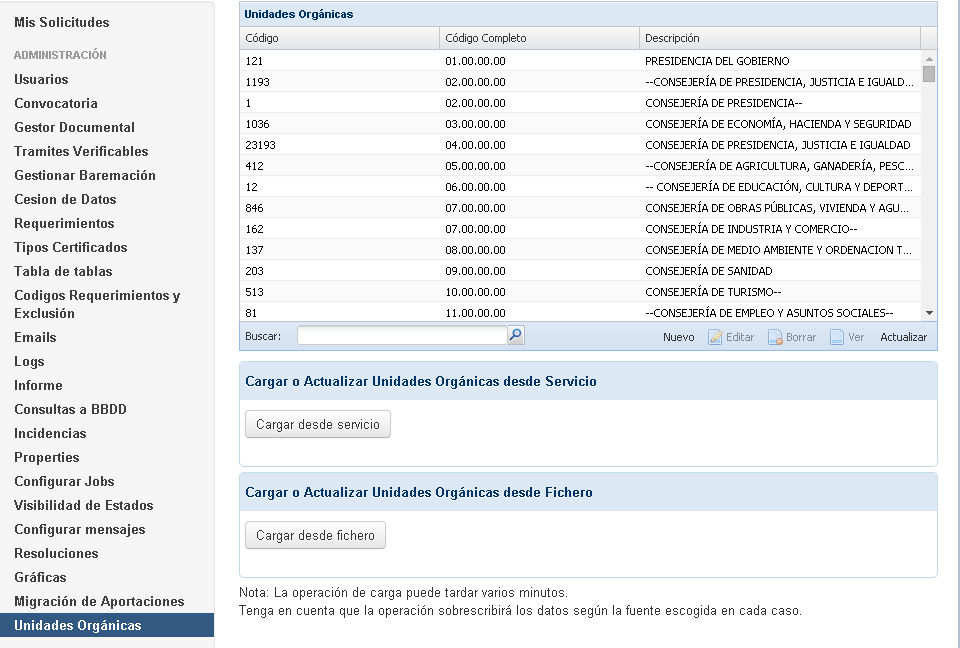 Mis Solicitudes
ADMINISTRACIÓN
Usuarios
Convocatoria
Gestor Documental
Tramites Verificables
Gestionar Baremación
Cesion de Datos
Requerimientos
Tipos Certificados
Tabla de tablas
Codigos Requerimientos y
Exclusión
Emails
Logs
Informe
Consultas a BBDD
Incidencias
Properties
Configurar Jobs
Visibilidad de Estados
Configurar mensajes
Resoluciones
Gráficas
Migración de Aportaciones
Unidades Orgánicas
Unidades Orgánicas
Código Código Completo Descripción
121 01.00.00.00 PRESIDENCIA DEL GOBIERNO
1193 02.00.00.00 --CONSEJERÍA DE PRESIDENCIA, JUSTICIA E IGUALD...
1 02.00.00.00 CONSEJERÍA DE PRESIDENCIA--
1036 03.00.00.00 CONSEJERÍA DE ECONOMÍA, HACIENDA Y SEGURIDAD
23193 04.00.00.00 CONSEJERÍA DE PRESIDENCIA, JUSTICIA E IGUALDAD
412 05.00.00.00 --CONSEJERÍA DE AGRICULTURA, GANADERÍA, PESC...
12 06.00.00.00 -- CONSEJERÍA DE EDUCACIÓN, CULTURA Y DEPORT...
846 07.00.00.00 CONSEJERÍA DE OBRAS PÚBLICAS, VIVIENDA Y AGU...
162 07.00.00.00 CONSEJERÍA DE INDUSTRIA Y COMERCIO--
137 08.00.00.00 CONSEJERÍA DE MEDIO AMBIENTE Y ORDENACION T...
203 09.00.00.00 CONSEJERÍA DE SANIDAD
513 10.00.00.00 CONSEJERÍA DE TURISMO--
81 11.00.00.00 --CONSEJERÍA DE EMPLEO Y ASUNTOS SOCIALES--
Buscar: Nuevo Editar Borrar Ver Actualizar
Cargar o Actualizar Unidades Orgánicas desde Servicio
Cargar desde servicio
Cargar o Actualizar Unidades Orgánicas desde Fichero
Cargar desde fichero
Nota: La operación de carga puede tardar varios minutos.
Tenga en cuenta que la operación sobrescribirá los datos según la fuente escogida en cada caso.